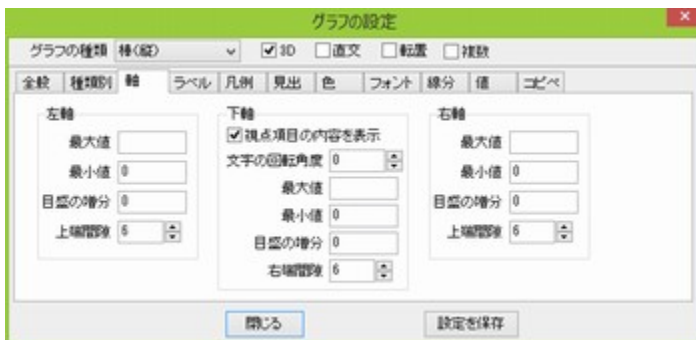 グラフの設定
グラフの種類 棒(縦) 3D 直交 転置 複数
全般 種類別 軸 ラベル 凡例 見出 色 フォント 線分 値 コピペ
左軸
最大値
最小値 0
目盛の増分 0
上端間隙 6
下軸
視点項目の内容を表示
文字の回転角度 0
最大値
最小値 0
目盛の増分 0
右端間隙 6
右軸
最大値
最小値 0
目盛の増分 0
上端間隙 6
閉じる 設定を保存